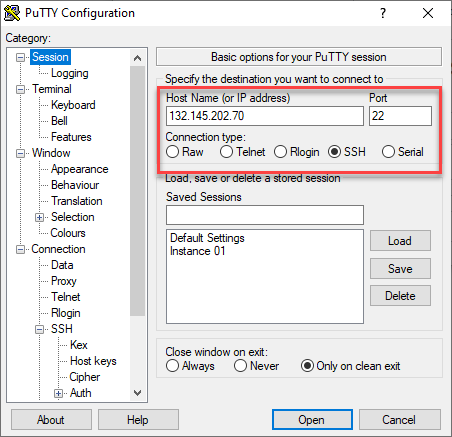 PuTTY Configuration
Category:
Session
Logging
Terminal
Keyboard
Bell
Features
Window
Appearance
Behaviour
Translation
Selection
Colours
Connection
Data
Proxy
Telnet
Rlogin
SSH
Kex
Host keys
Cipher
Auth
Basic options for your PuTTY session
Specify the destination you want to connect to
Host Name (or IP address) Port
132.145.202.70 22
Connection type:
Raw Telnet Rlogin SSH Serial
Load, save or delete a stored session
Saved Sessions
Default Settings
Instance 01
Load
Save
Delete
Close window on exit:
Always Never Only on clean exit
About Help Open Cancel